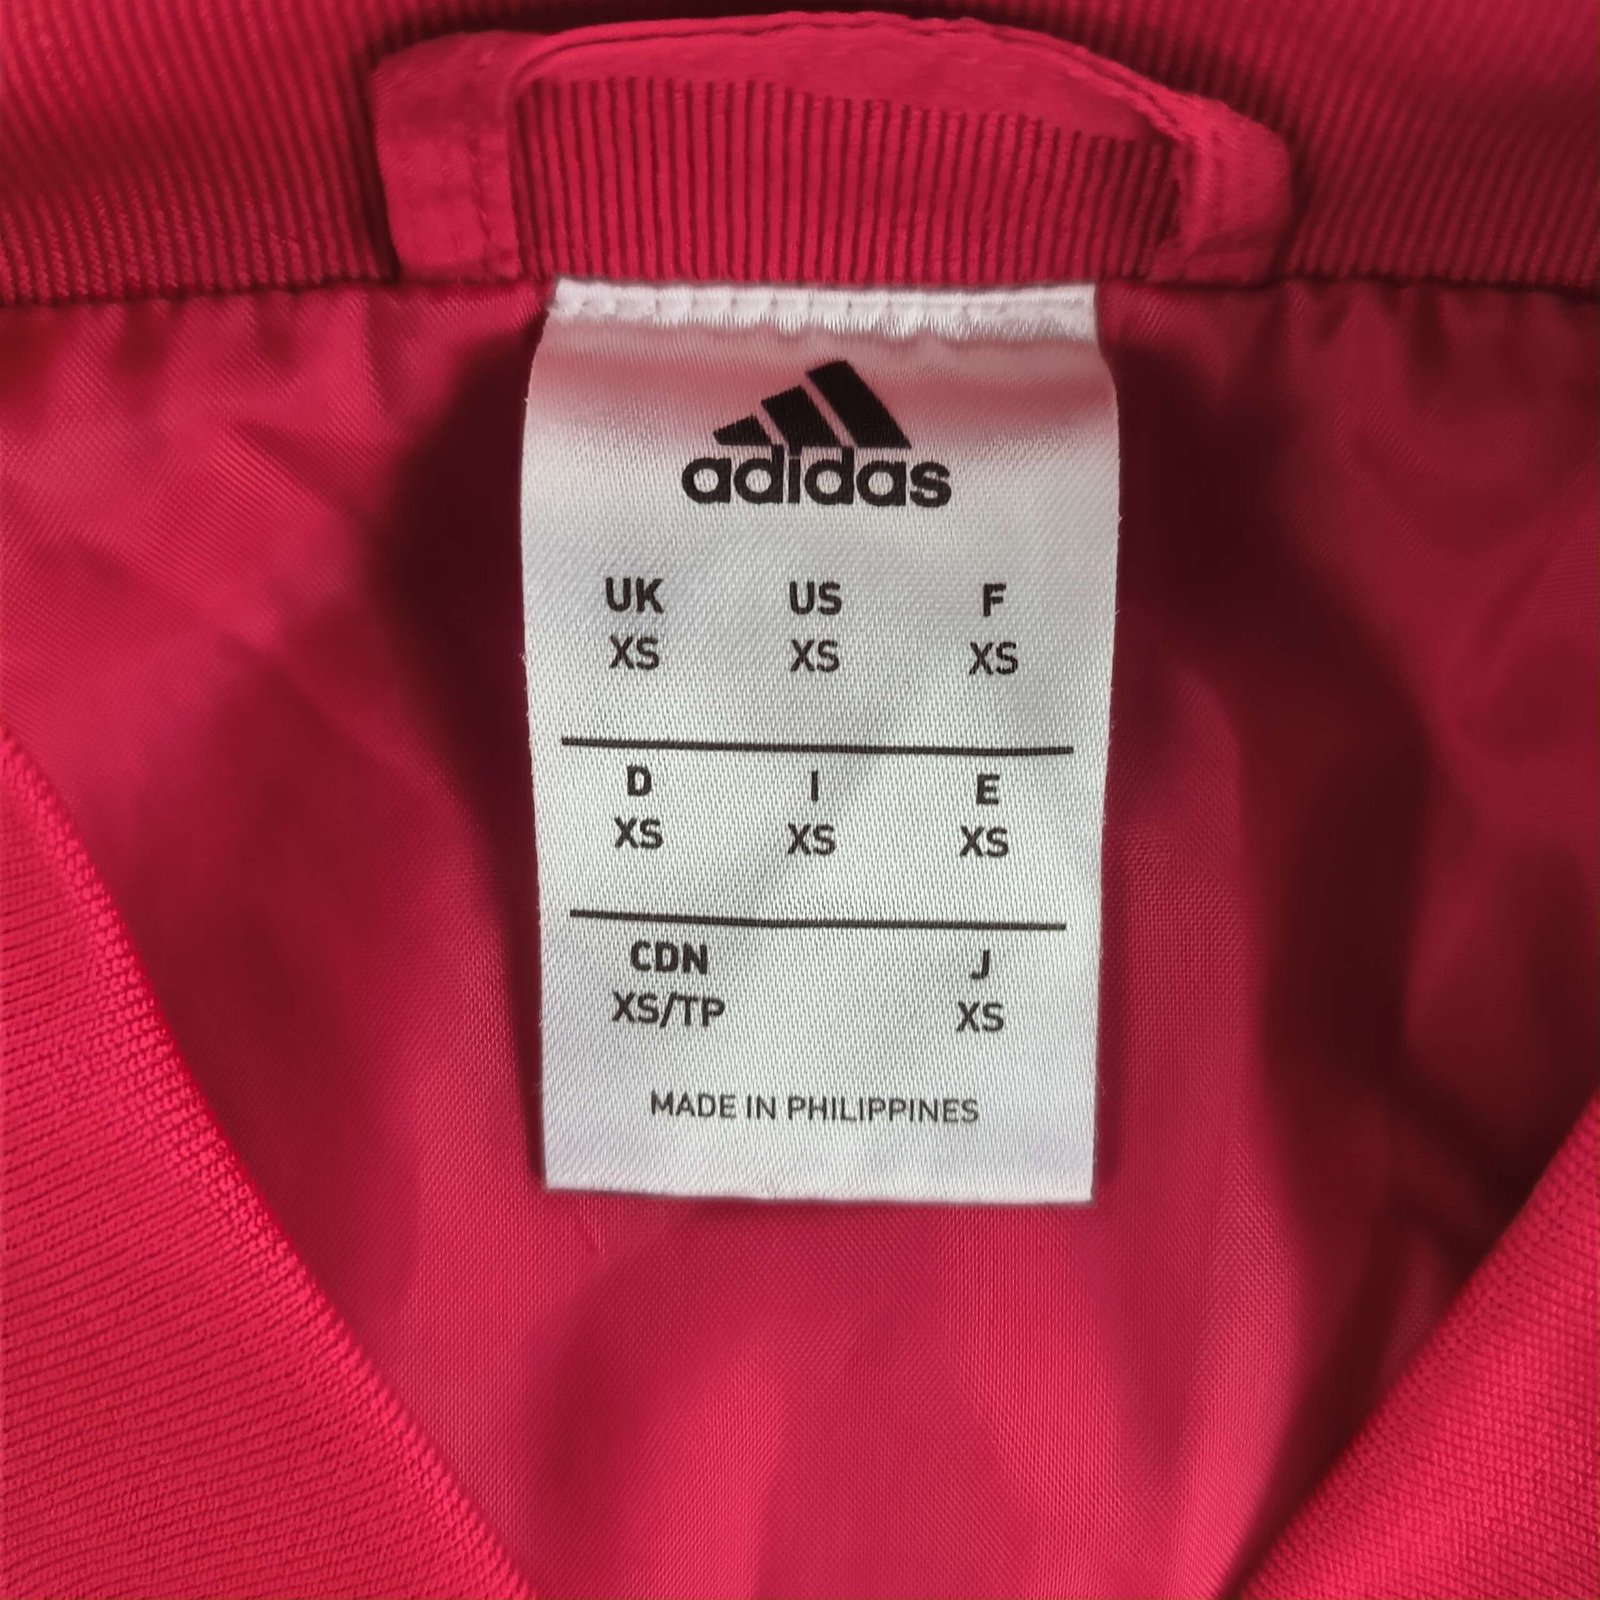 adidas
UK US F
XS XS XS
D I E
XS XS XS
CDN J
XS/TP XS
MADE IN PHILIPPINES